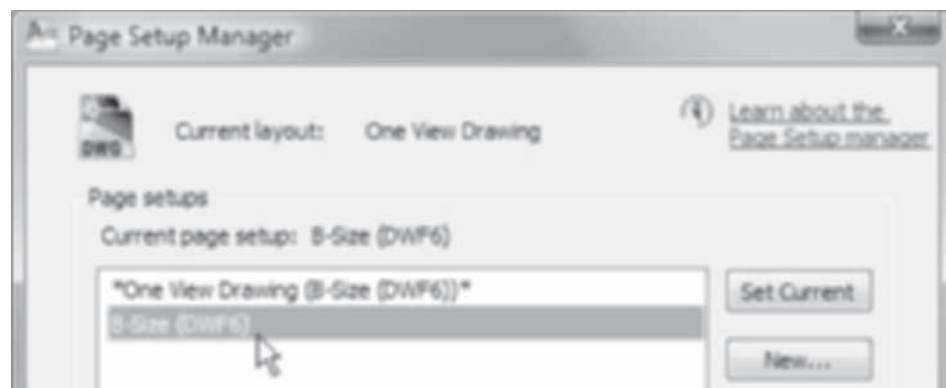 Page Setup Manager
DWG
Current layout: One View Drawing
Learn about the
Page Setup manager
Page setups
Current page setup: B-Size (DWF6)
*One View Drawing (B-Size (DWF6))*
B-Size (DWF6)
Set Current
New...